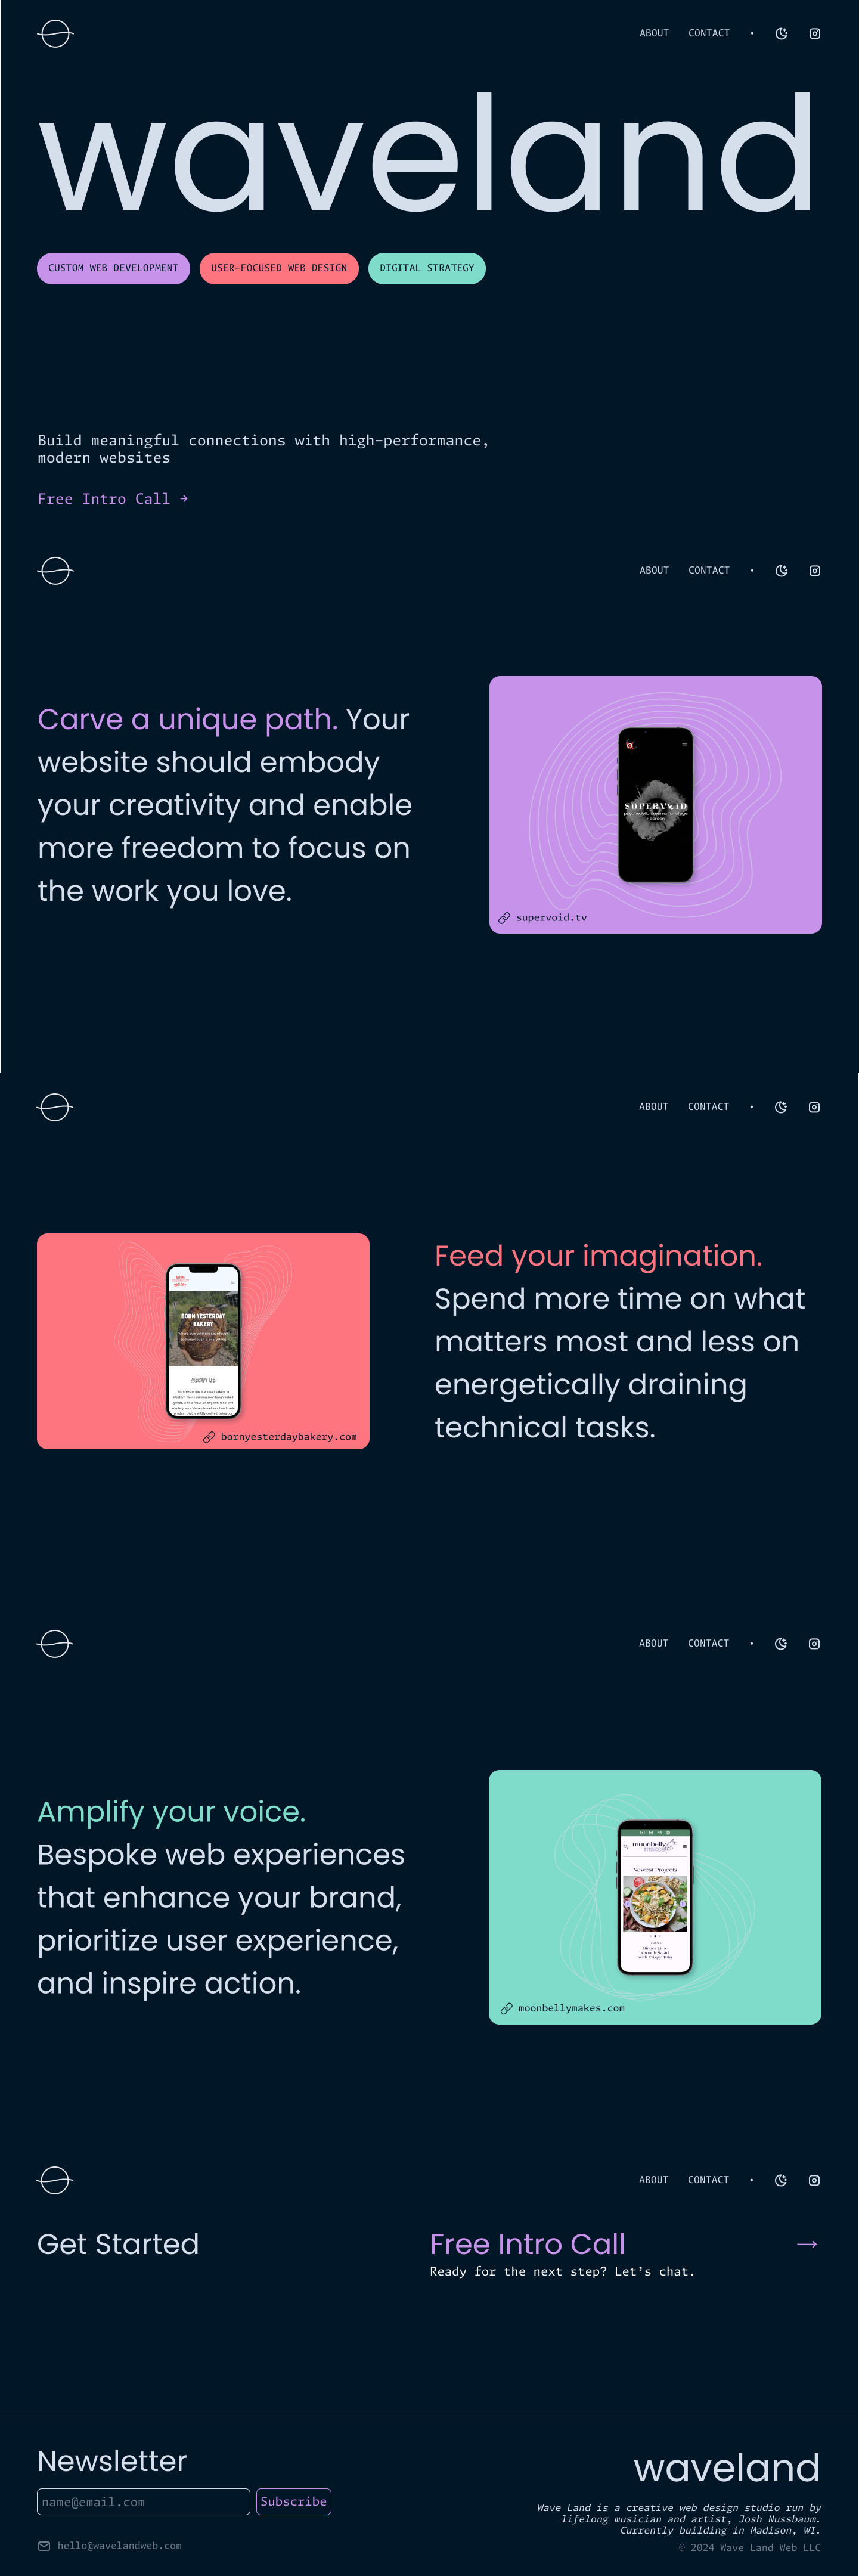 ABOUT CONTACT
waveland
CUSTOM WEB DEVELOPMENT USER-FOCUSED WEB DESIGN DIGITAL STRATEGY
Build meaningful connections with high-performance,
modern websites
Free Intro Call →
ABOUT CONTACT
Carve a unique path. Your
website should embody
your creativity and enable
more freedom to focus on
the work you love.
SUPERVOID
supervoid.tv
ABOUT CONTACT
BORN YESTERDAY
BAKERY
ABOUT US
bornyesterdaybakery.com
Feed your imagination.
Spend more time on what
matters most and less on
energetically draining
technical tasks.
ABOUT CONTACT
Amplify your voice.
Bespoke web experiences
that enhance your brand,
prioritize user experience,
and inspire action.
moonbelly
makes
Newest Projects
Ginger Lime
Crunch Salad
with Crispy Tofu
moonbellymakes.com
ABOUT CONTACT
Get Started
Free Intro Call →
Ready for the next step? Let’s chat.
Newsletter
name@email.com Subscribe
hello@wavelandweb.com
waveland
Wave Land is a creative web design studio run by
lifelong musician and artist, Josh Nussbaum.
Currently building in Madison, WI.
© 2024 Wave Land Web LLC